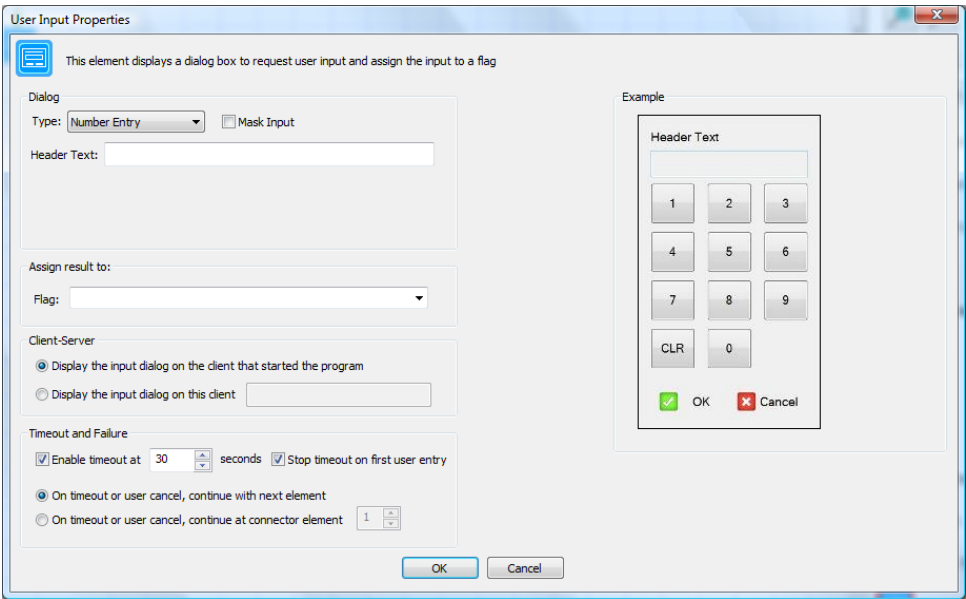 User Input Properties
This element displays a dialog box to request user input and assign the input to a flag
Dialog
Type: Number Entry Mask Input
Header Text:
Assign result to:
Flag:
Client-Server
Display the input dialog on the client that started the program
Display the input dialog on this client
Timeout and Failure
Enable timeout at 30 seconds Stop timeout on first user entry
On timeout or user cancel, continue with next element
On timeout or user cancel, continue at connector element 1
Example
Header Text
1 2 3
4 5 6
7 8 9
CLR 0
OK Cancel
OK Cancel